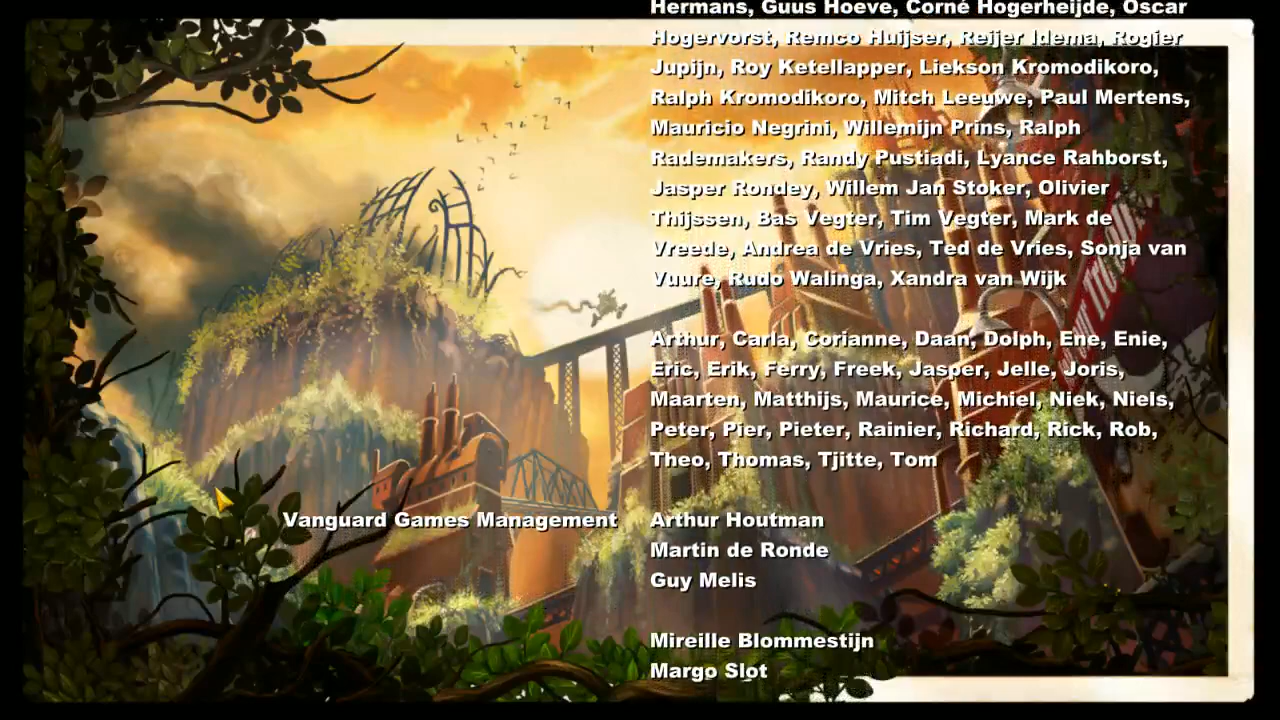 Hermans, Guus Hoeve, Corné Hogerheijde, Oscar
Hogervorst, Remco Huijser, Reijer Idema, Rogier
Jupijn, Roy Ketellapper, Liekson Kromodikoro,
Ralph Kromodikoro, Mitch Leeuwe, Paul Mertens,
Mauricio Negrini, Willemijn Prins, Ralph
Rademakers, Randy Pustiadi, Lyance Rahborst,
Jasper Rondey, Willem Jan Stoker, Olivier
Thijssen, Bas Vegter, Tim Vegter, Mark de
Vreede, Andrea de Vries, Ted de Vries, Sonja van
Vuure, Rudo Walinga, Xandra van Wijk
Arthur, Carla, Corianne, Daan, Dolph, Ene, Enie,
Eric, Erik, Ferry, Freek, Jasper, Jelle, Joris,
Maarten, Matthijs, Maurice, Michiel, Niek, Niels,
Peter, Pier, Pieter, Rainier, Richard, Rick, Rob,
Theo, Thomas, Tjitte, Tom
Vanguard Games Management Arthur Houtman
Martin de Ronde
Guy Melis
Mireille Blommestijn
Margo Slot